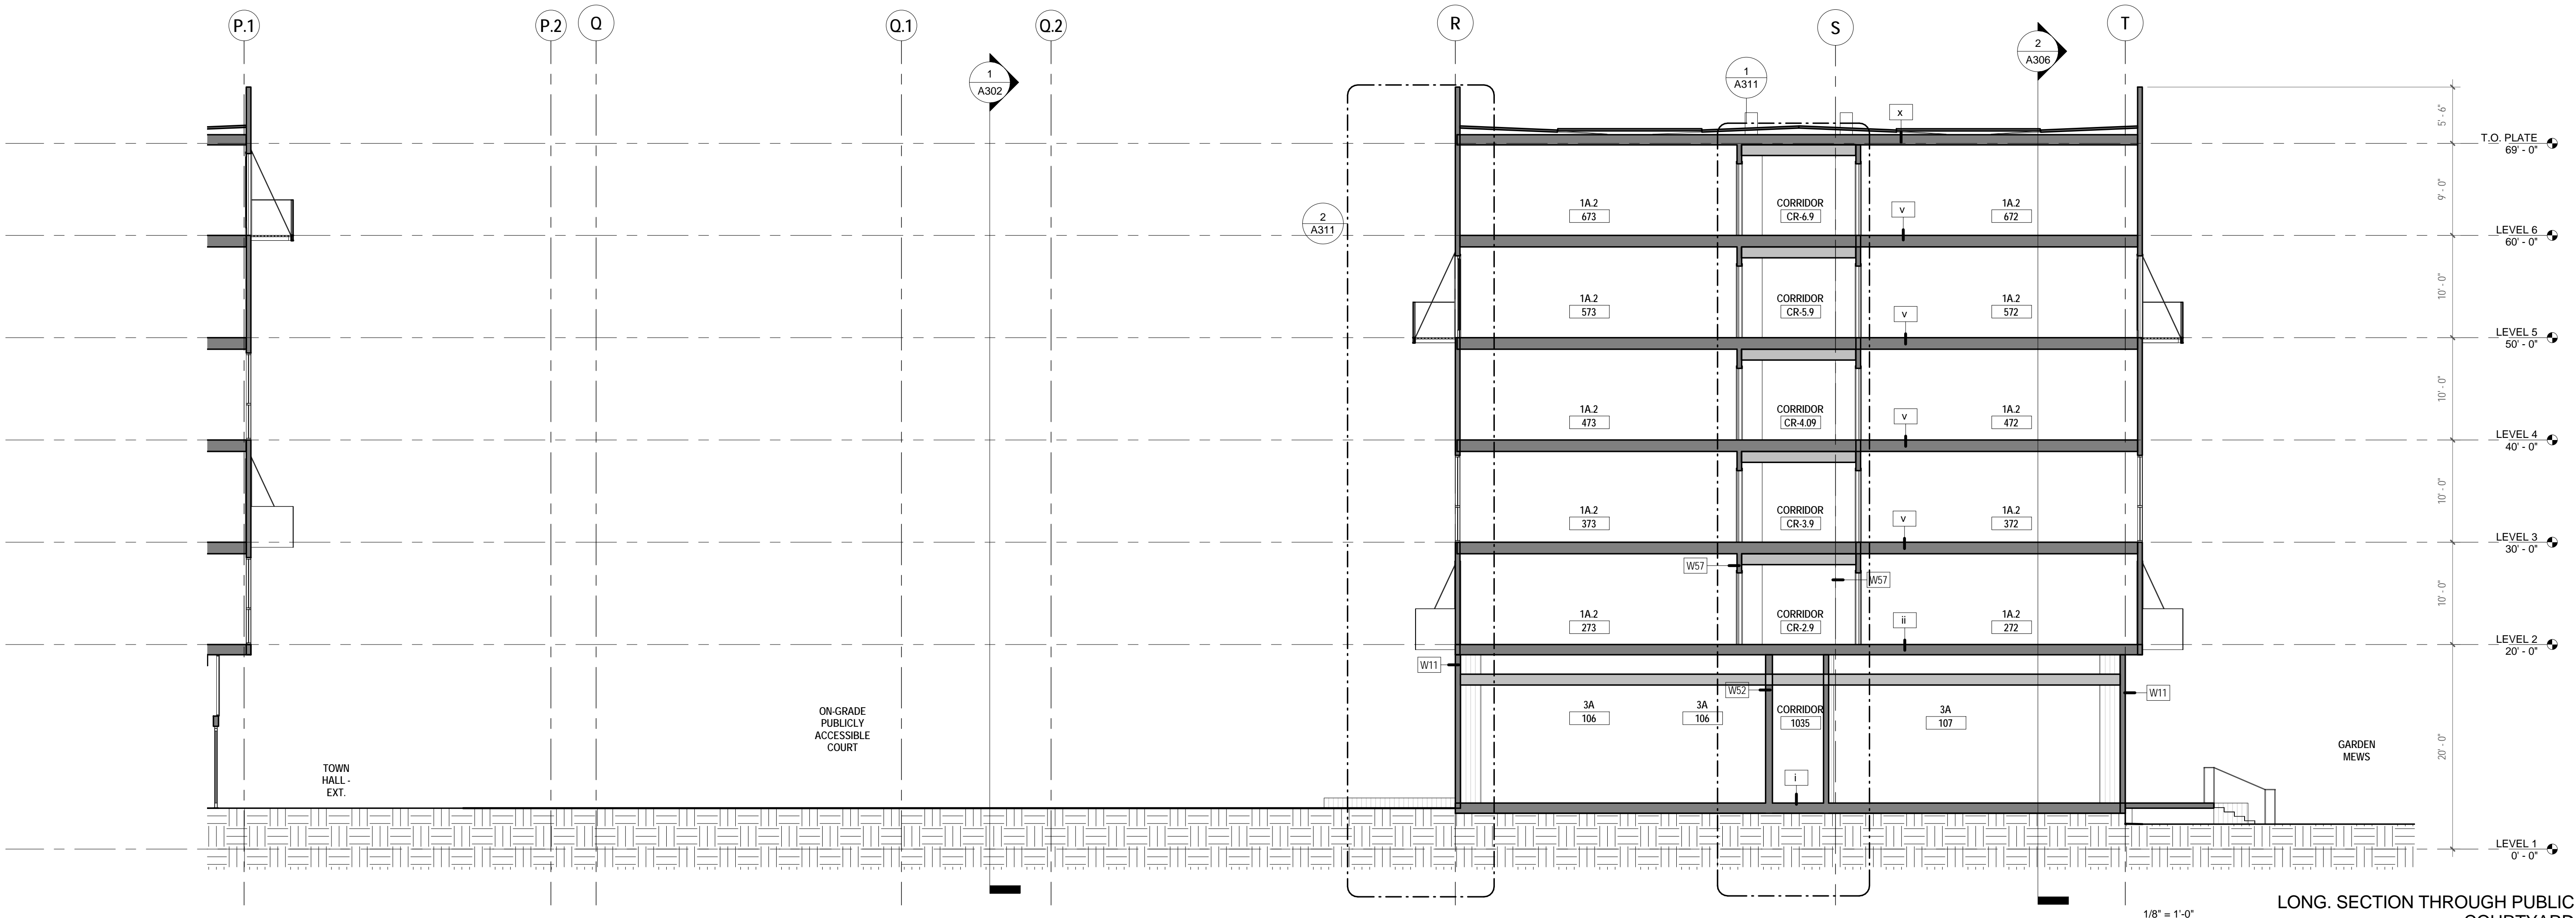 P.1
P.2
Q
Q.1
Q.2
R
S
T
1
A302
1
A311
2
A306
2
A311
x
5' - 6"
T.O. PLATE
69' - 0"
9' - 0"
1A.2
673
CORRIDOR
CR-6.9
v
1A.2
672
LEVEL 6
60' - 0"
10' - 0"
1A.2
573
CORRIDOR
CR-5.9
v
1A.2
572
LEVEL 5
50' - 0"
10' - 0"
1A.2
473
CORRIDOR
CR-4.09
v
1A.2
472
LEVEL 4
40' - 0"
10' - 0"
1A.2
373
CORRIDOR
CR-3.9
v
1A.2
372
LEVEL 3
30' - 0"
10' - 0"
W57
W57
1A.2
273
CORRIDOR
CR-2.9
ii
1A.2
272
LEVEL 2
20' - 0"
W11
W52
W11
3A
106
3A
106
CORRIDOR
1035
3A
107
20' - 0"
i
ON-GRADE
PUBLICLY
ACCESSIBLE
COURT
TOWN
HALL -
EXT.
GARDEN
MEWS
LEVEL 1
0' - 0"
LONG. SECTION THROUGH PUBLIC
1/8" = 1'-0"